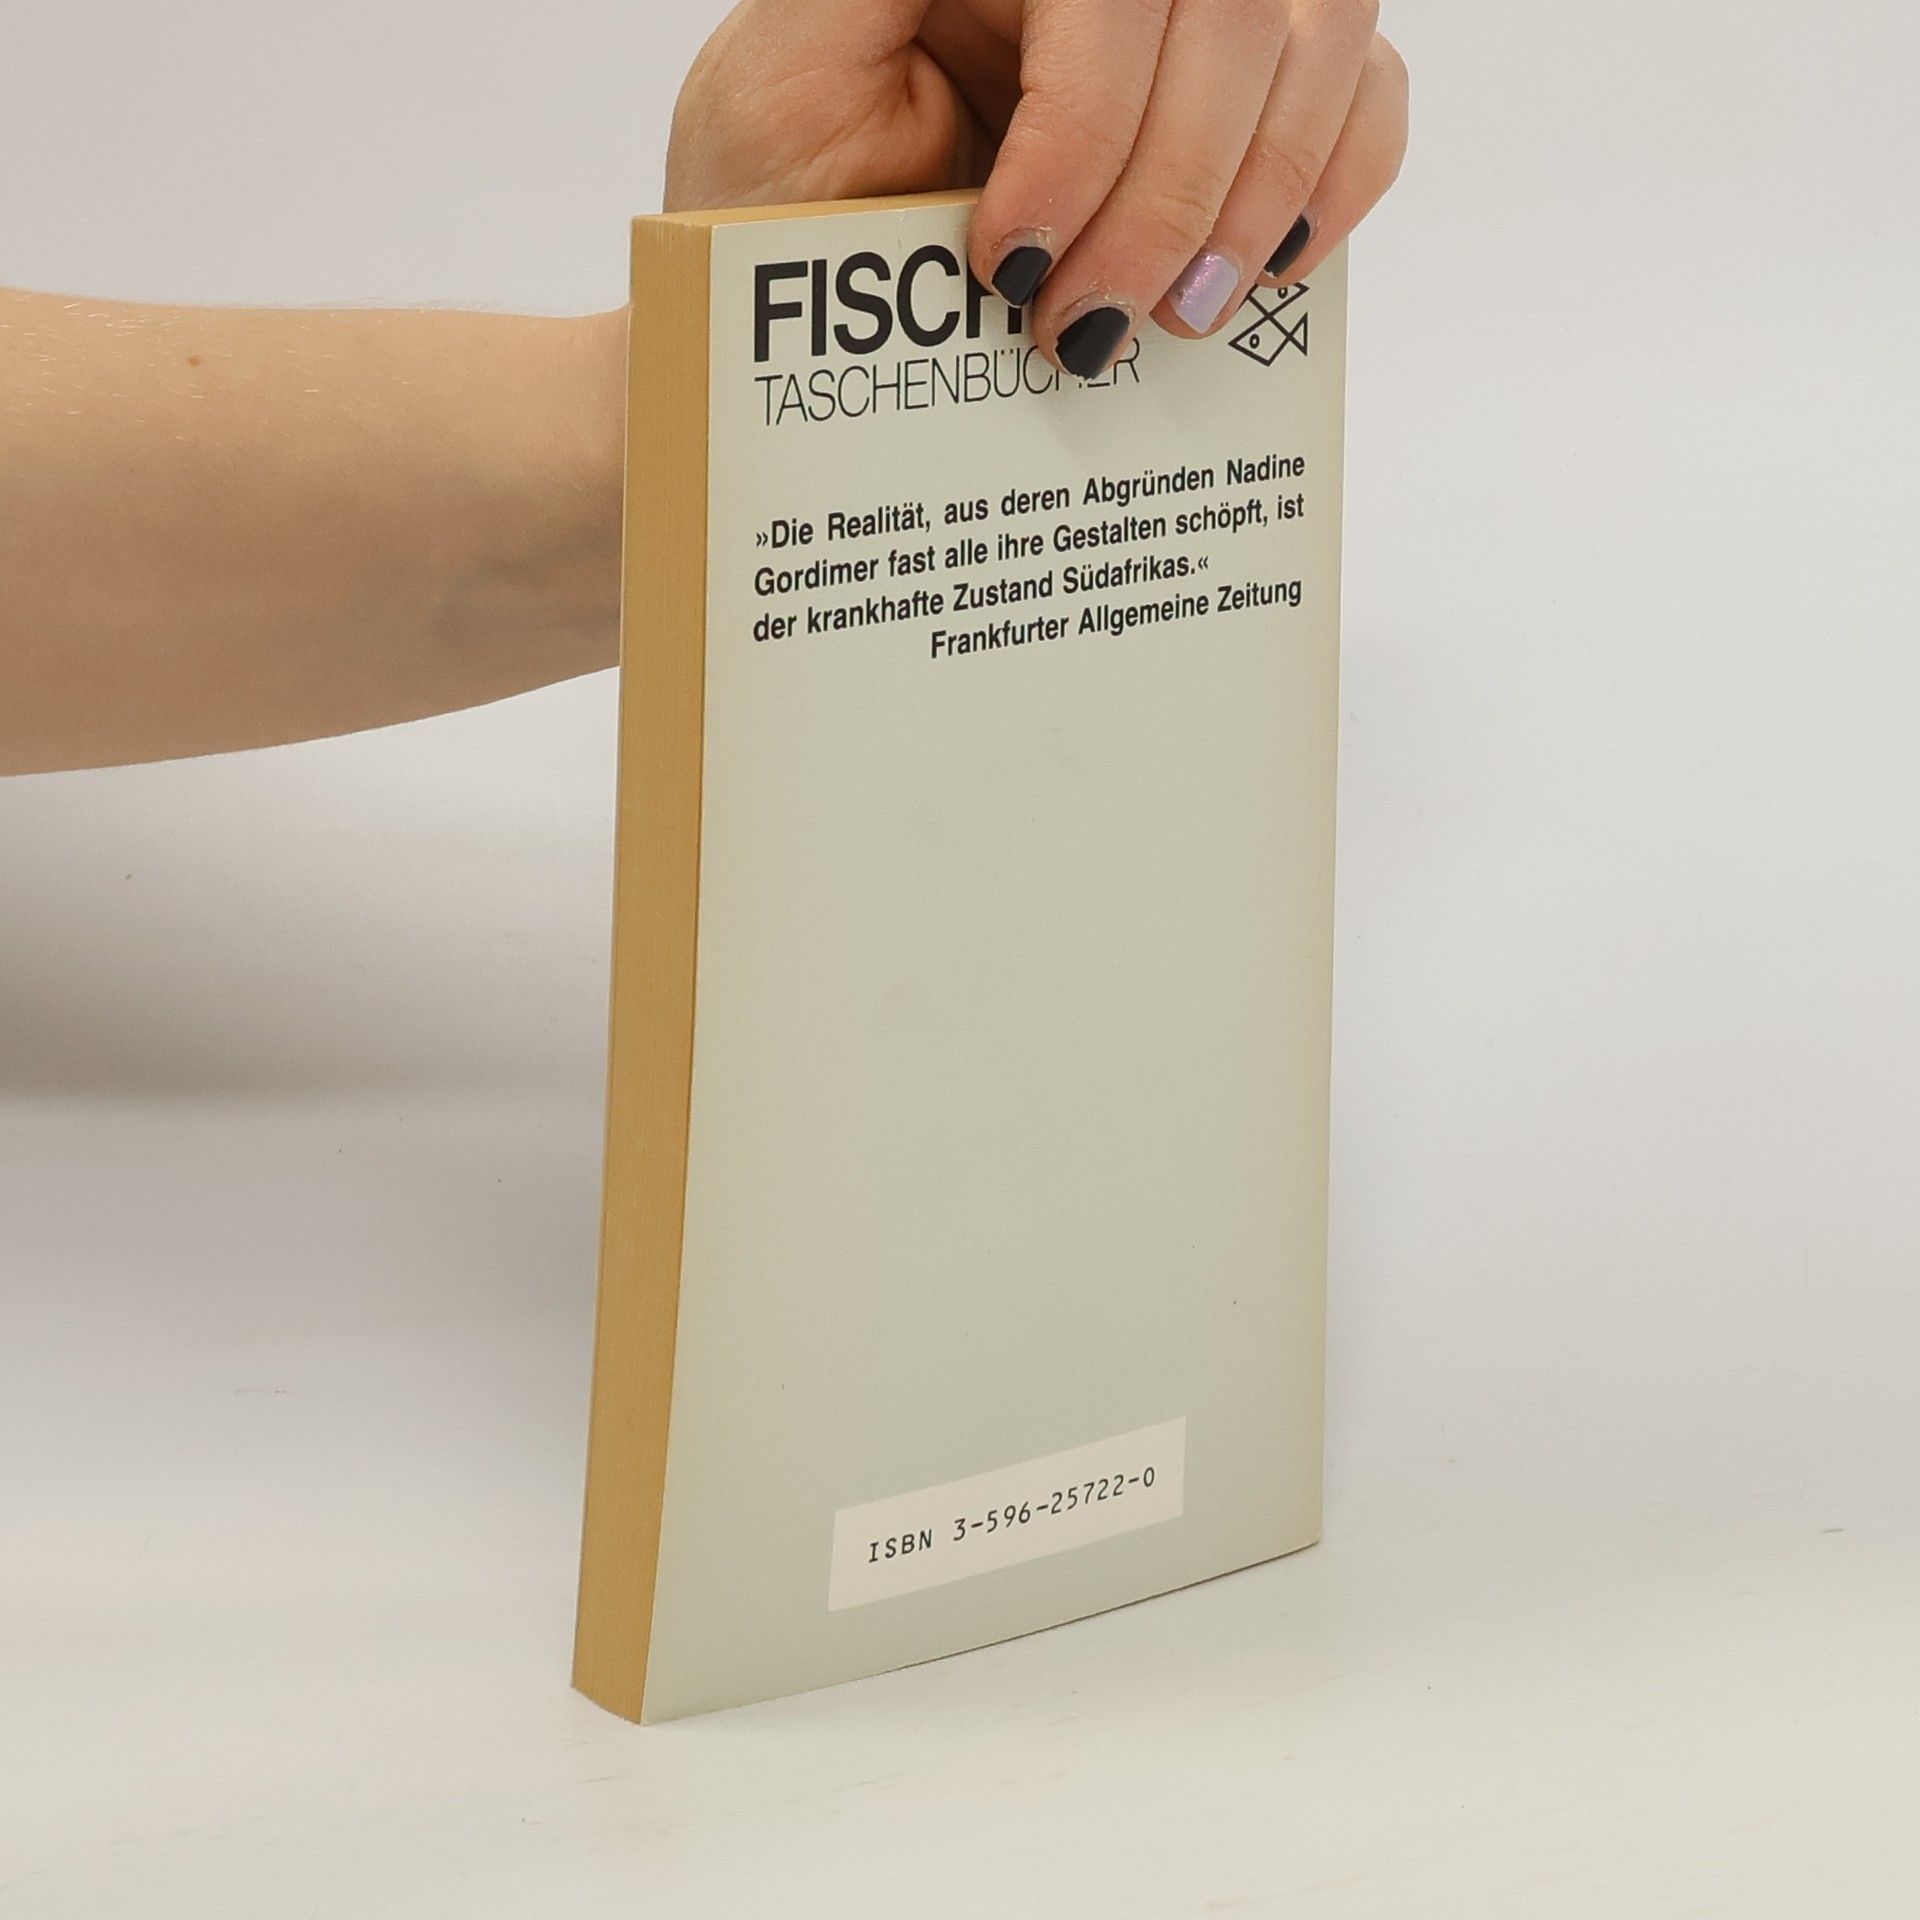 FISCH
TASCHENBÜCHER
»Die Realität, aus deren Abgründen Nadine
Gordimer fast alle ihre Gestalten schöpft, ist
der krankhafte Zustand Südafrikas.«
Frankfurter Allgemeine Zeitung
ISBN 3-596-25722-0